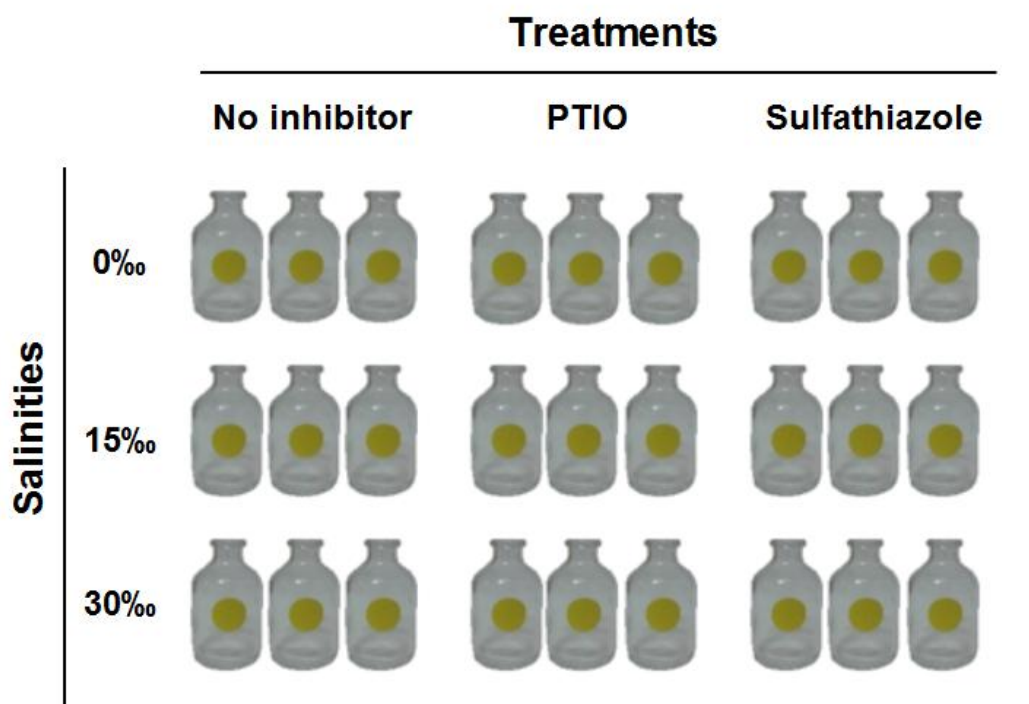 Treatments
No inhibitor PTIO Sulfathiazole
Salinities
0‰
15‰
30‰